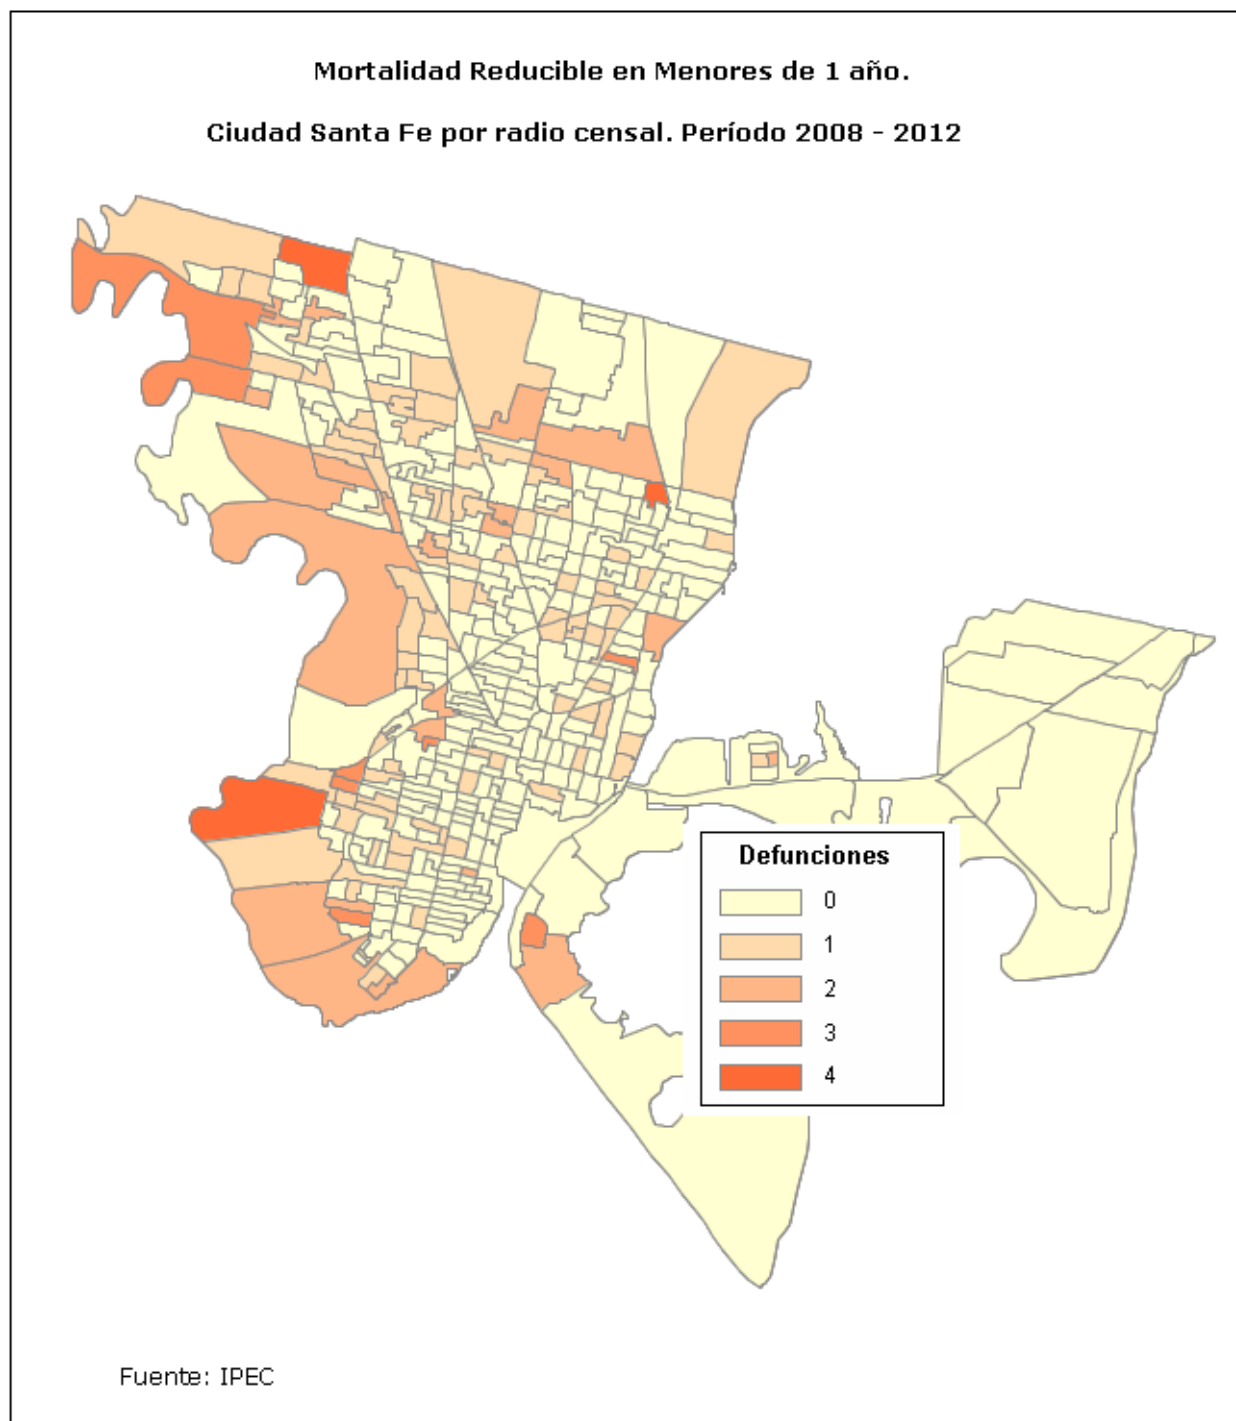 Mortalidad Reducible en Menores de 1 año.
Ciudad Santa Fe por radio censal. Período 2008 - 2012
Defunciones
0
1
2
3
4
Fuente: IPEC